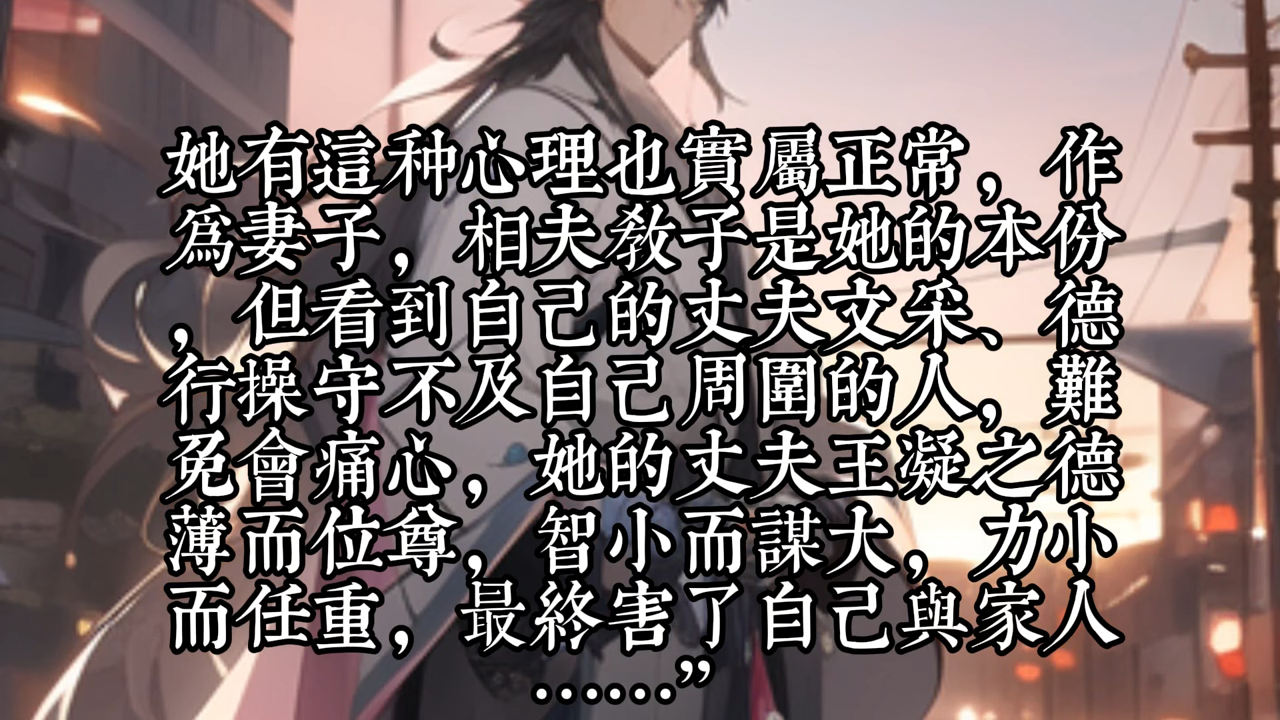 她有這种心理也實屬正常，作
爲妻子，相夫教子是她的本份
，但看到自己的丈夫文采、德
行操守不及自己周圍的人，難
免會痛心，她的丈夫王凝之德
薄而位尊，智小而謀大，力小
而任重，最終害了自己與家人
……”